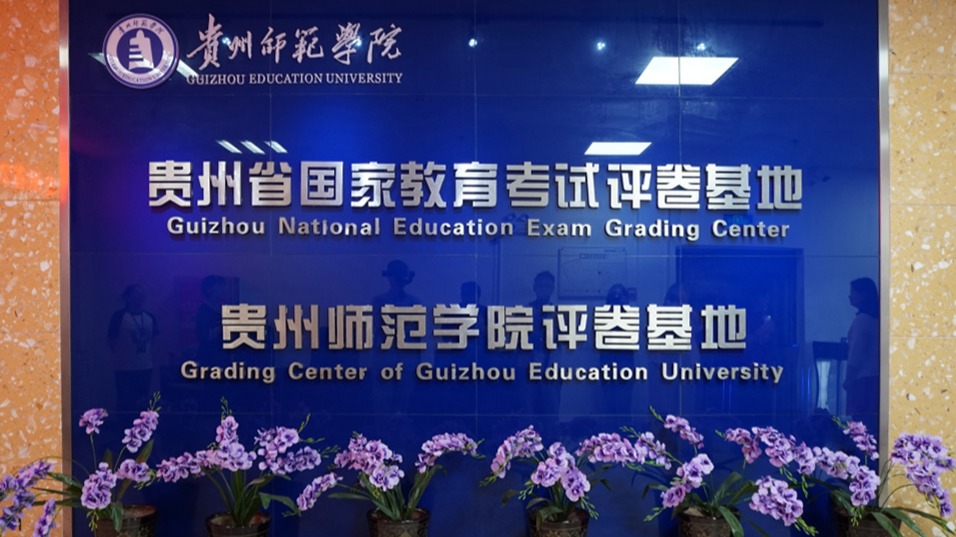 贵州师范學院
GUIZHOU EDUCATION UNIVERSITY
贵州省国家教育考试评卷基地
Guizhou National Education Exam Grading Center
贵州师范学院评卷基地
Grading Center of Guizhou Education University